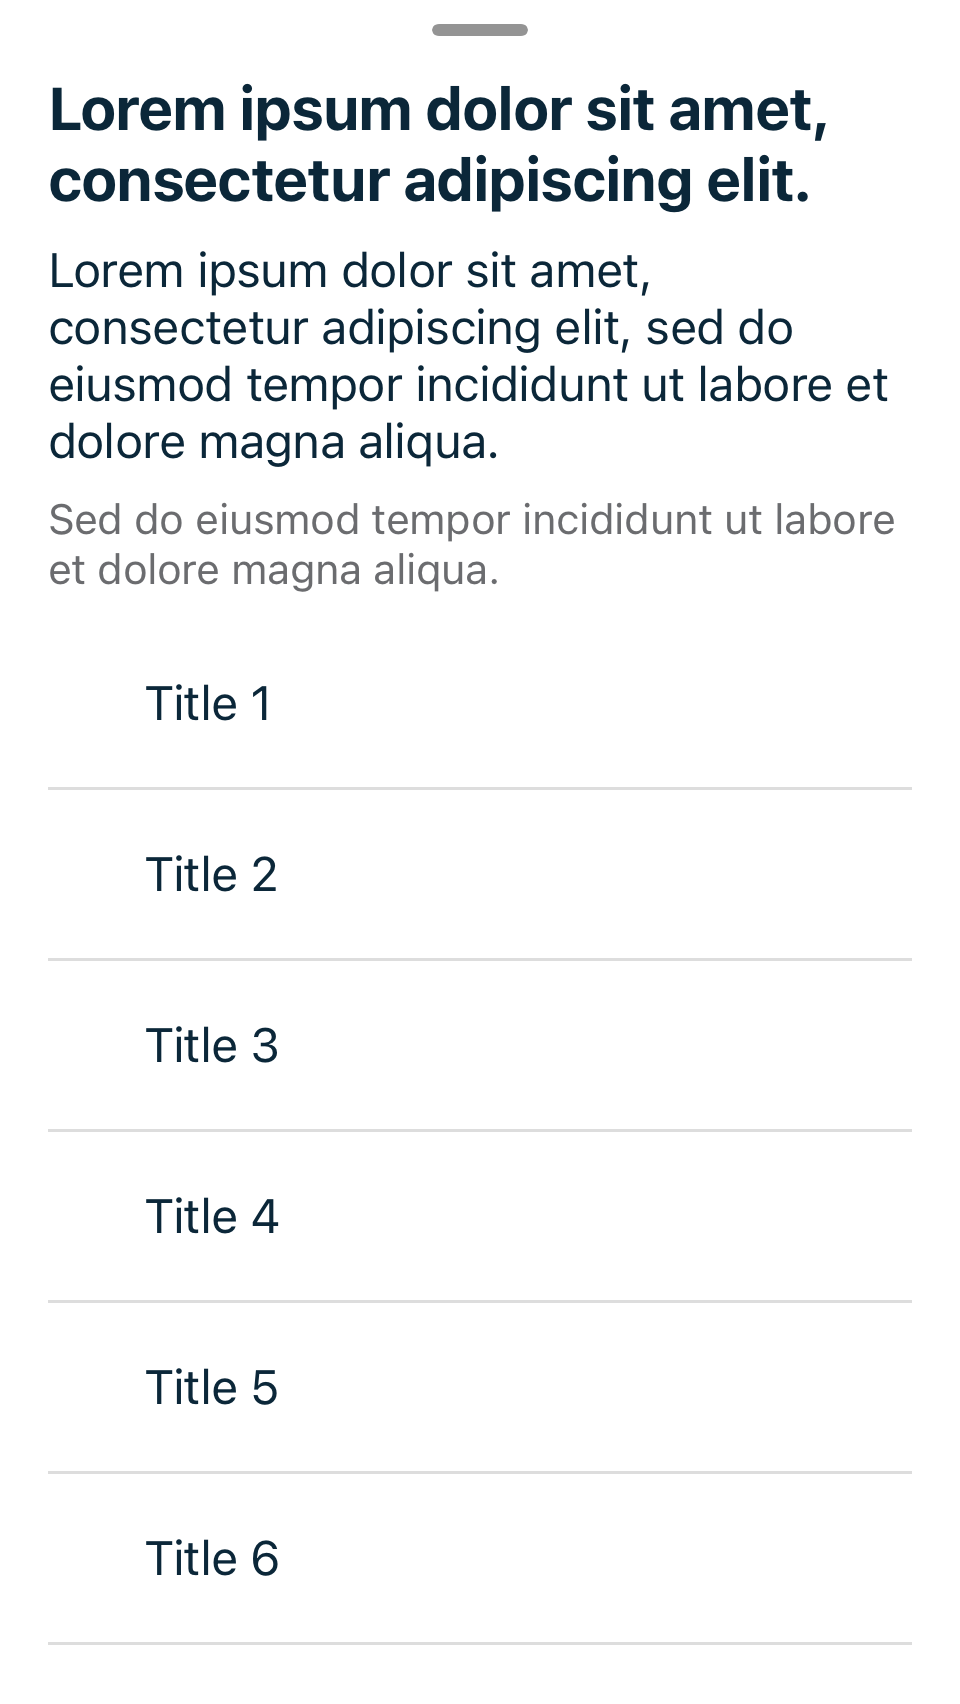 Lorem ipsum dolor sit amet,
consectetur adipiscing elit.
Lorem ipsum dolor sit amet,
consectetur adipiscing elit, sed do
eiusmod tempor incididunt ut labore et
dolore magna aliqua.
Sed do eiusmod tempor incididunt ut labore
et dolore magna aliqua.
Title 1
Title 2
Title 3
Title 4
Title 5
Title 6